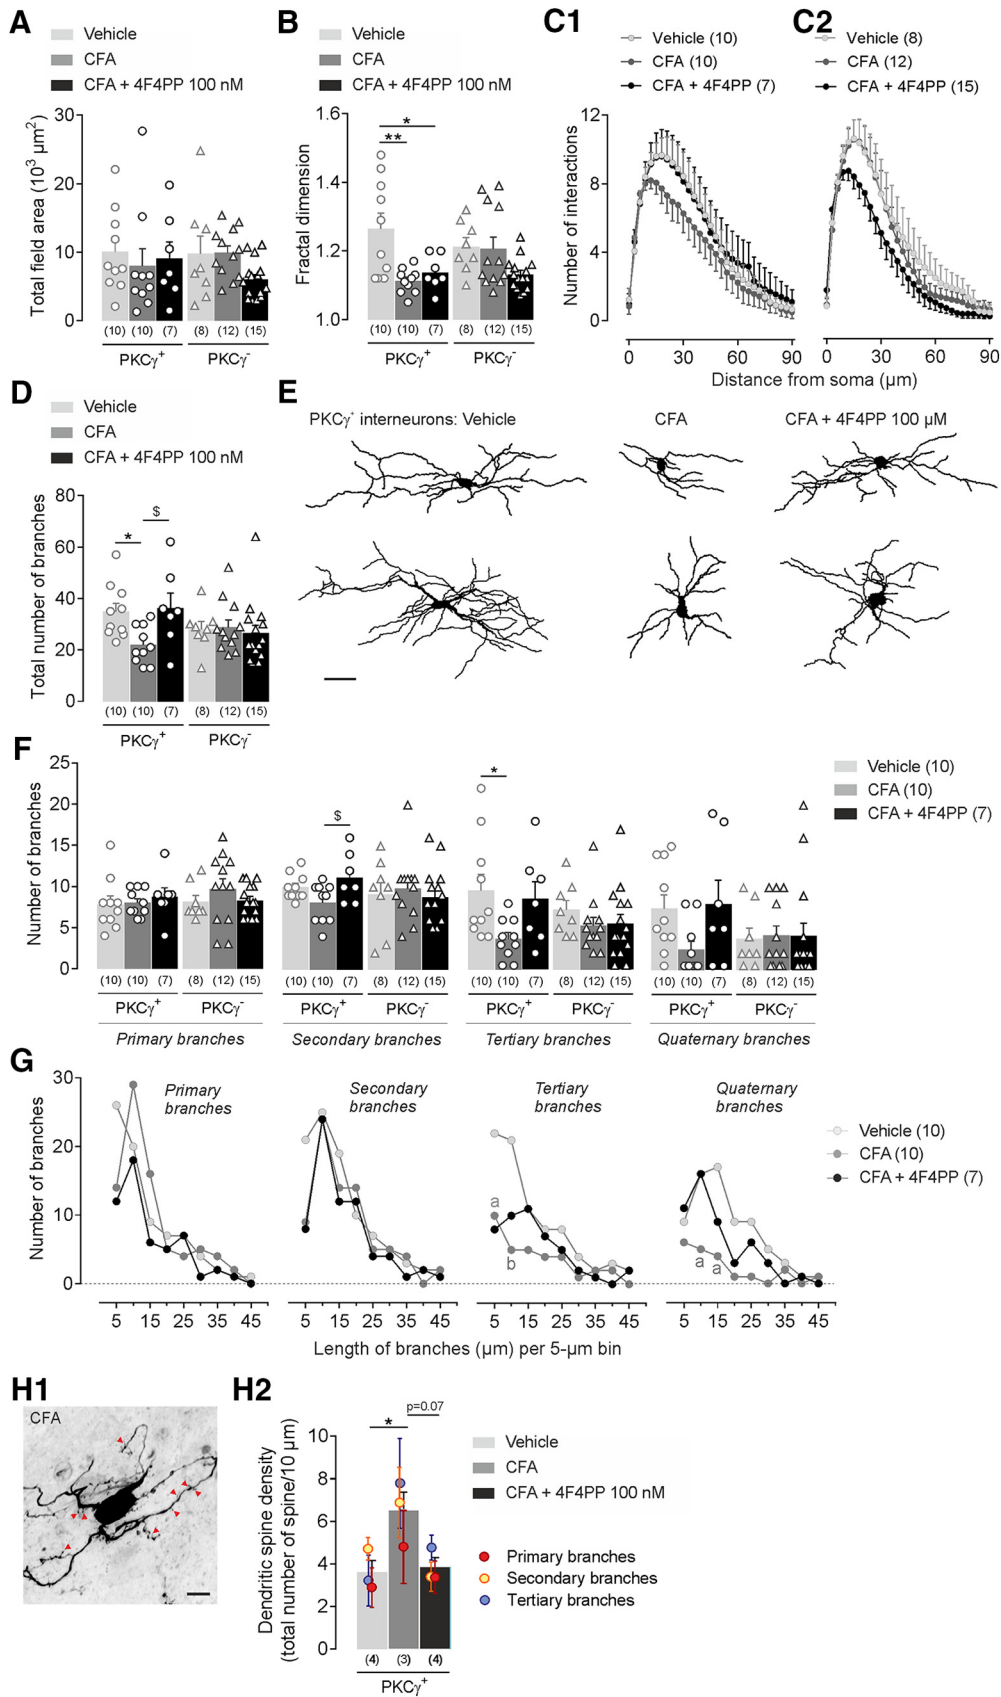 A
Vehicle
CFA
CFA + 4F4PP 100 nM
Total field area (10³ µm²)
30
20
10
0
(10) (10) (7) (8) (12) (15)
PKCγ⁺ PKCγ⁻
B
Vehicle
CFA
CFA + 4F4PP 100 nM
Fractal dimension
1.6
1.4
1.2
1.0
* 
**
(10) (10) (7) (8) (12) (15)
PKCγ⁺ PKCγ⁻
C1
Vehicle (10)
CFA (10)
CFA + 4F4PP (7)
C2
Vehicle (8)
CFA (12)
CFA + 4F4PP (15)
Number of interactions
12
8
4
0
0 30 60 90 0 30 60 90
Distance from soma (µm)
D
Vehicle
CFA
CFA + 4F4PP 100 nM
Total number of branches
80
60
40
20
0
* $
(10) (10) (7) (8) (12) (15)
PKCγ⁺ PKCγ⁻
E
PKCγ⁺ interneurons: Vehicle CFA CFA + 4F4PP 100 µM
F
Number of branches
25
20
15
10
5
0
$ *
Vehicle (10)
CFA (10)
CFA + 4F4PP (7)
(10) (10) (7) (8) (12) (15) (10) (10) (7) (8) (12) (15) (10) (10) (7) (8) (12) (15) (10) (10) (7) (8) (12) (15)
PKCγ⁺ PKCγ⁻ PKCγ⁺ PKCγ⁻ PKCγ⁺ PKCγ⁻ PKCγ⁺ PKCγ⁻
Primary branches Secondary branches Tertiary branches Quaternary branches
G
Number of branches
30
20
10
0
Primary
branches
Secondary
branches
Tertiary
branches
Quaternary
branches
a
b
a a
Vehicle (10)
CFA (10)
CFA + 4F4PP (7)
5 15 25 35 45 5 15 25 35 45 5 15 25 35 45 5 15 25 35 45
Length of branches (µm) per 5-µm bin
H1
CFA
H2
Dendritic spine density
(total number of spine/10 µm)
10
8
6
4
2
0
* p=0.07
Vehicle
CFA
CFA + 4F4PP 100 nM
Primary branches
Secondary branches
Tertiary branches
(4) (3) (4)
PKCγ⁺